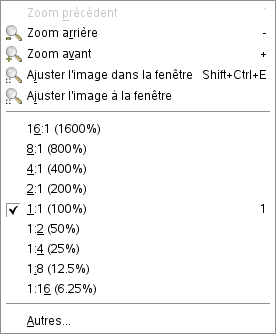 Zoom précédent `
Zoom arrière -
Zoom avant +
Ajuster l'image dans la fenêtre Shift+Ctrl+E
Ajuster l'image à la fenêtre
16:1 (1600%)
8:1 (800%)
4:1 (400%)
2:1 (200%)
1:1 (100%) 1
1:2 (50%)
1:4 (25%)
1:8 (12.5%)
1:16 (6.25%)
Autres...